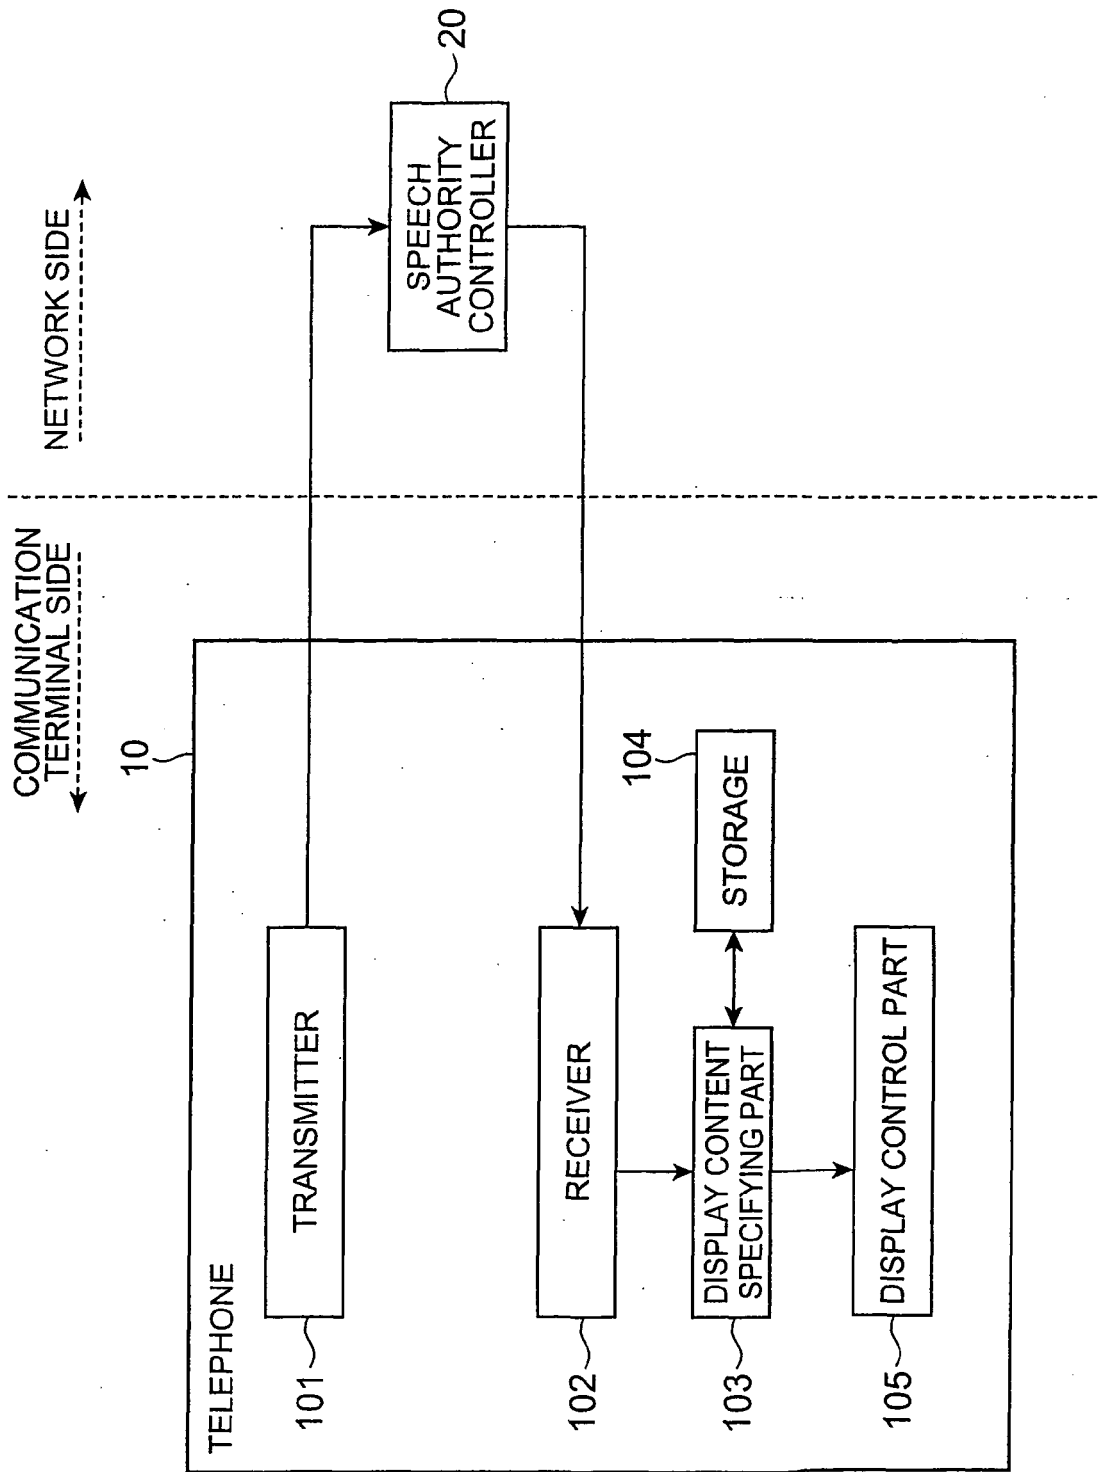 COMMUNICATION
TERMINAL SIDE
NETWORK SIDE
10
TELEPHONE
101
TRANSMITTER
20
SPEECH
AUTHORITY
CONTROLLER
102
RECEIVER
103
DISPLAY CONTENT
SPECIFYING PART
104
STORAGE
105
DISPLAY CONTROL PART